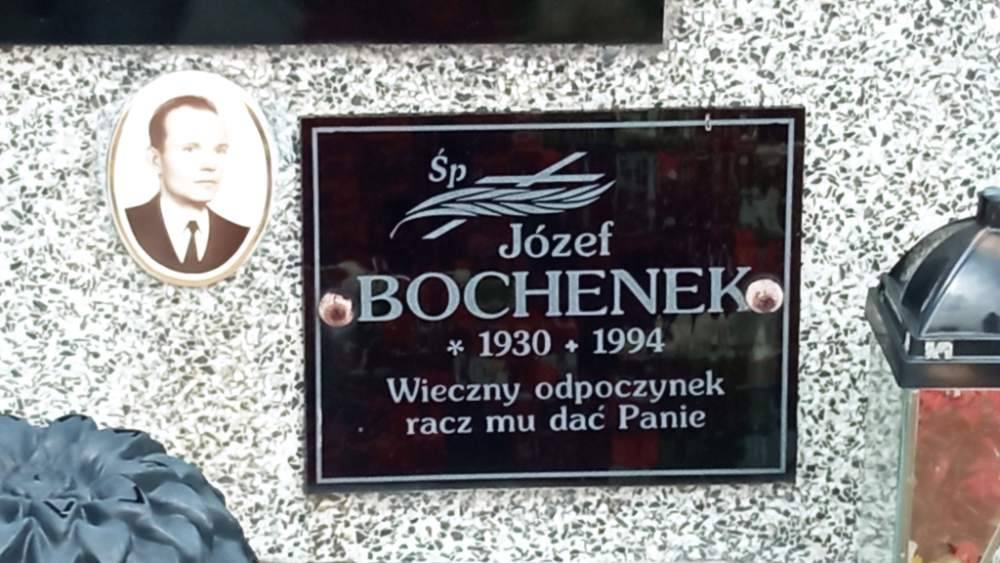 Śp
Józef
BOCHENEK
* 1930 + 1994
Wieczny odpoczynek
racz mu dać Panie